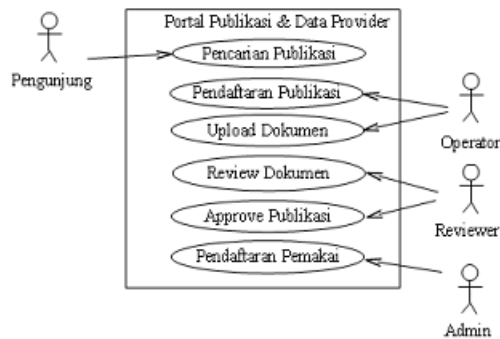 Portal Publikasi & Data Provider
Pengunjung
Pencarian Publikasi
Pendaftaran Publikasi
Upload Dokumen
Operator
Review Dokumen
Approve Publikasi
Reviewer
Pendaftaran Pemakai
Admin